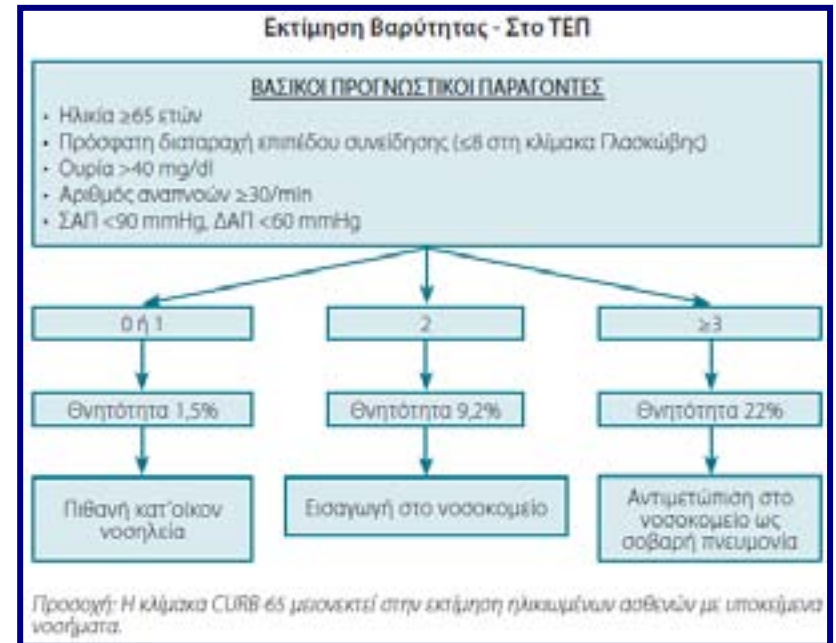 Εκτίμηση Βαρύτητας - Στο ΤΕΠ
ΒΑΣΙΚΟΙ ΠΡΟΓΝΩΣΤΙΚΟΙ ΠΑΡΑΓΟΝΤΕΣ
• Ηλικία ≥65 ετών
• Πρόσφατη διαταραχή επιπέδου συνείδησης (≤8 στη κλίμακα Γλασκώβης)
• Ουρία >40 mg/dl
• Αριθμός αναπνοών ≥30/min
• ΣΑΠ <90 mmHg, ΔΑΠ <60 mmHg
0 ή 1
2
≥3
Θνητότητα 1,5%
Θνητότητα 9,2%
Θνητότητα 22%
Πιθανή κατ'οίκον
νοσηλεία
Εισαγωγή στο νοσοκομείο
Αντιμετώπιση στο
νοσοκομείο ως
σοβαρή πνευμονία
Προσοχή: Η κλίμακα CURB-65 μειονεκτεί στην εκτίμηση ηλικιωμένων ασθενών με υποκείμενα
νοσήματα.